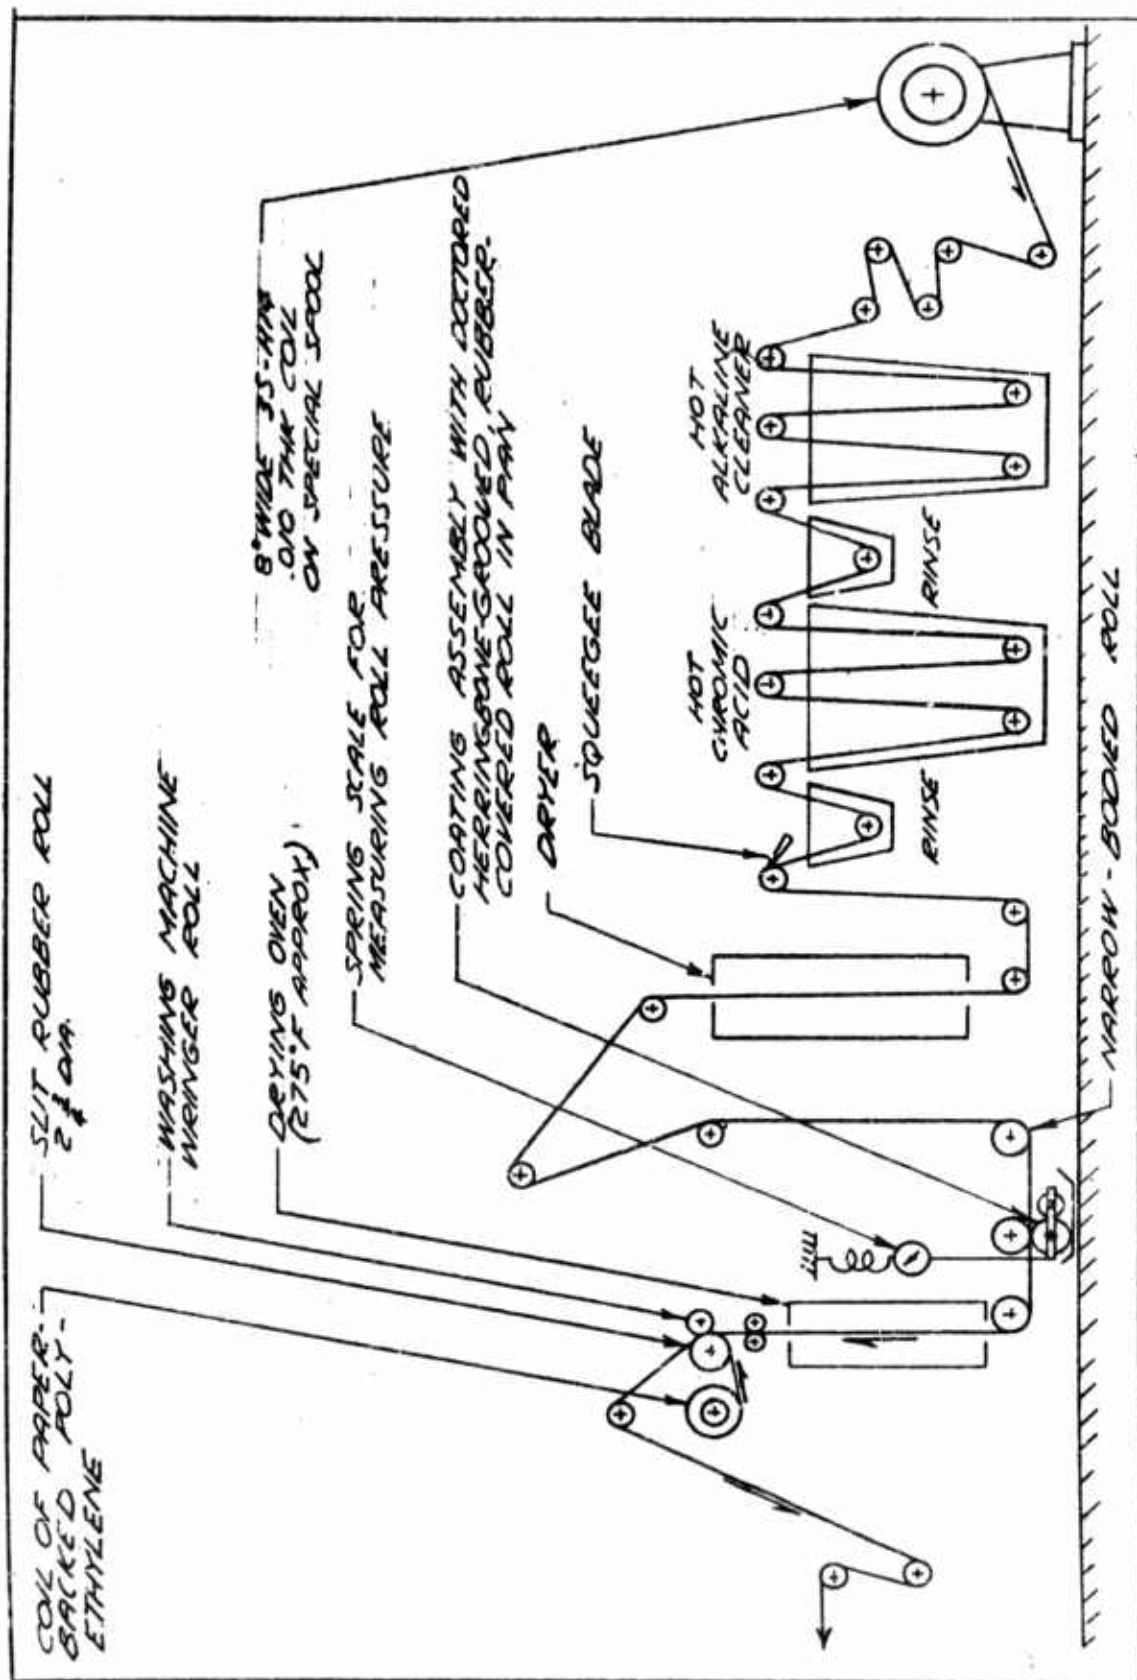 COIL OF PAPER-
BACKED POLY-
ETHYLENE
SLIT RUBBER ROLL
2 1/4 DIA.
WASHING MACHINE
WRINGER ROLL
DRYING OVEN
(275°F APPROX)
SPRING SCALE FOR
MEASURING ROLL PRESSURE
8" WIDE 3S-H14
.010 THK COIL
ON SPECIAL SPOOL
COATING ASSEMBLY WITH DOCTORED
HERRINGBONE-GROOVED, RUBBER-
COVERED ROLL IN PAN
DRYER
SQUEEGEE BLADE
HOT
CHROMIC
ACID
HOT
ALKALINE
CLEANER
RINSE
RINSE
NARROW-BODIED ROLL